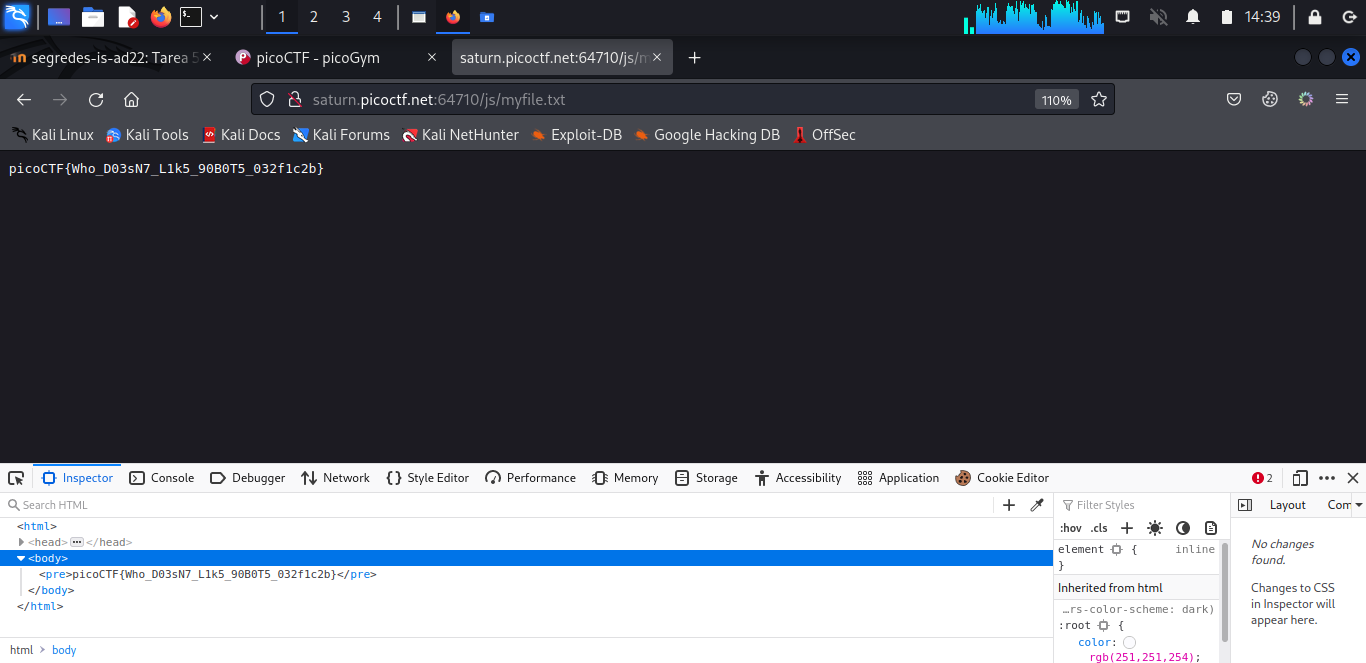 1 2 3 4 14:39
segredes-is-ad22: Tarea 5 picoCTF - picoGym saturn.picoctf.net:64710/js/m
saturn.picoctf.net:64710/js/myfile.txt 110%
Kali Linux Kali Tools Kali Docs Kali Forums Kali NetHunter Exploit-DB Google Hacking DB OffSec
picoCTF{Who_D03sN7_L1k5_90B0T5_032f1c2b}
Inspector Console Debugger Network Style Editor Performance Memory Storage Accessibility Application Cookie Editor 2
Search HTML
<html>
<head></head>
<body>
<pre>picoCTF{Who_D03sN7_L1k5_90B0T5_032f1c2b}</pre>
</body>
</html>
html > body
Filter Styles
:hov .cls
element { inline
}
Inherited from html
…rs-color-scheme: dark)
:root {
color:
rgb(251,251,254);
Layout Com
No changes
found.
Changes to CSS
in Inspector will
appear here.